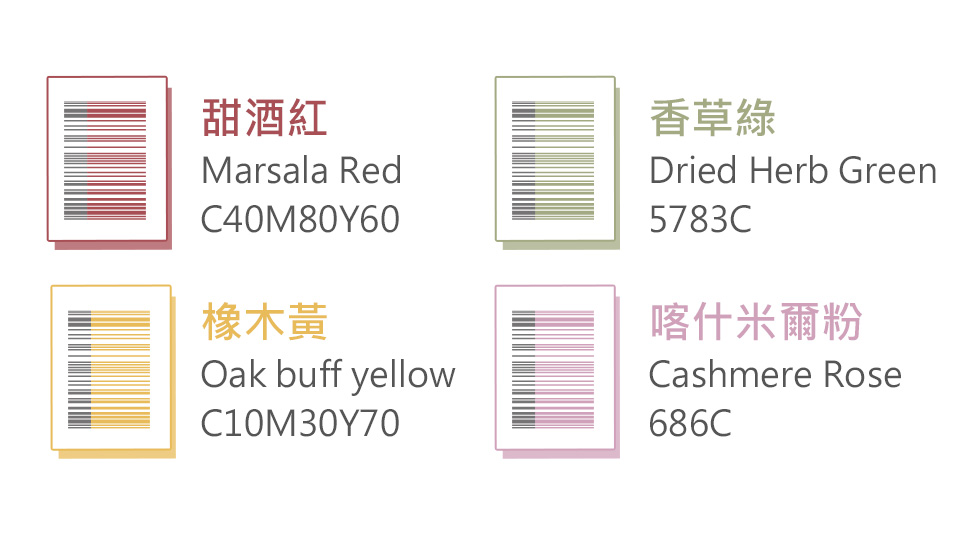 甜酒紅
Marsala Red
C40M80Y60
香草綠
Dried Herb Green
5783C
橡木黃
Oak buff yellow
C10M30Y70
喀什米爾粉
Cashmere Rose
686C